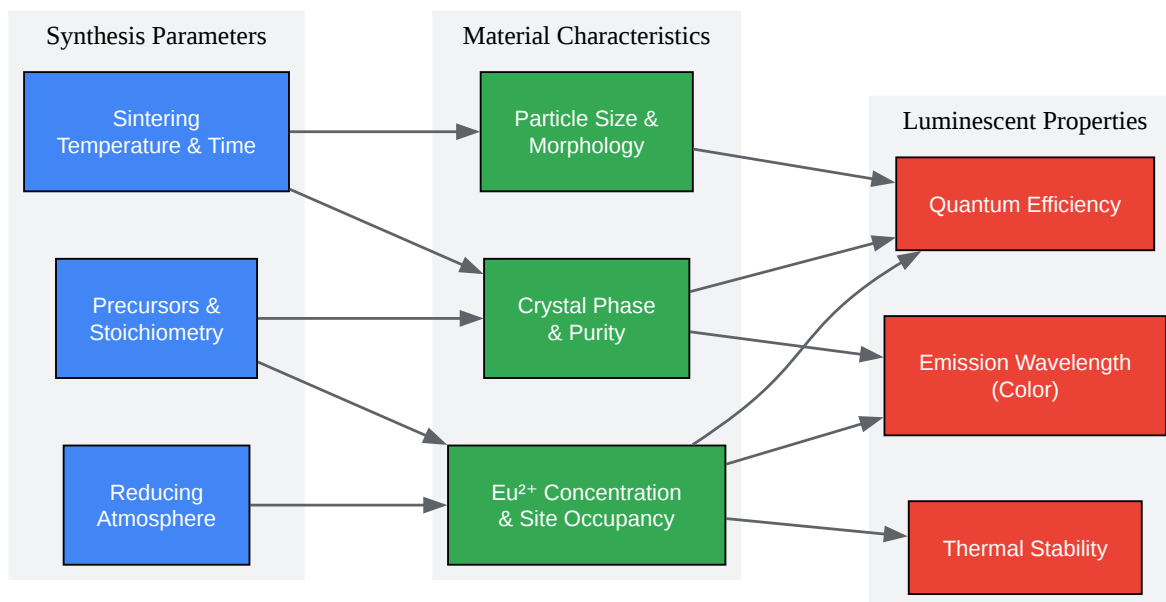 Synthesis Parameters
Sintering
Temperature & Time
Precursors &
Stoichiometry
Reducing
Atmosphere
Material Characteristics
Particle Size &
Morphology
Crystal Phase
& Purity
Eu²⁺ Concentration
& Site Occupancy
Luminescent Properties
Quantum Efficiency
Emission Wavelength
(Color)
Thermal Stability